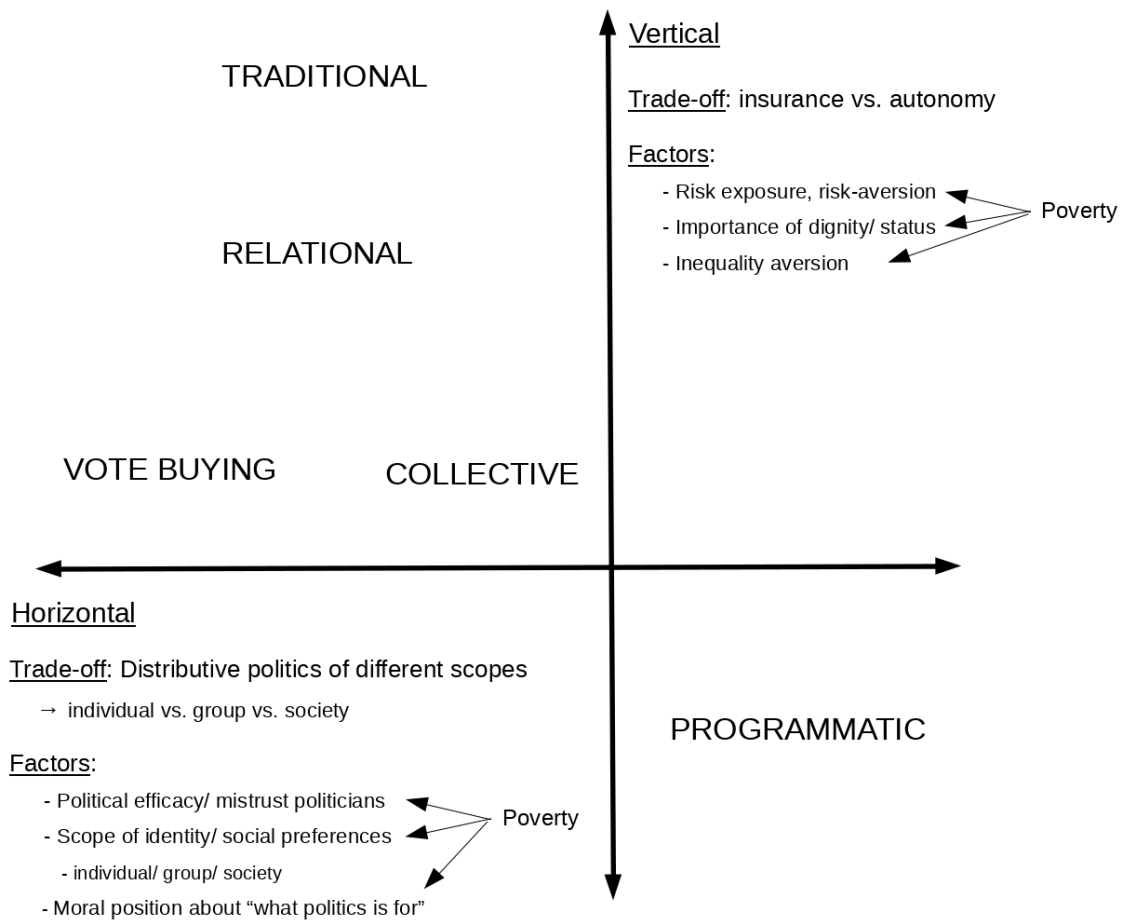 Vertical
TRADITIONAL
Trade-off: insurance vs. autonomy
Factors:
- Risk exposure, risk-aversion
Poverty
- Importance of dignity/ status
- Inequality aversion
RELATIONAL
VOTE BUYING
COLLECTIVE
Horizontal
Trade-off: Distributive politics of different scopes
→ individual vs. group vs. society
PROGRAMMATIC
Factors:
- Political efficacy/ mistrust politicians
Poverty
- Scope of identity/ social preferences
- individual/ group/ society
- Moral position about “what politics is for”